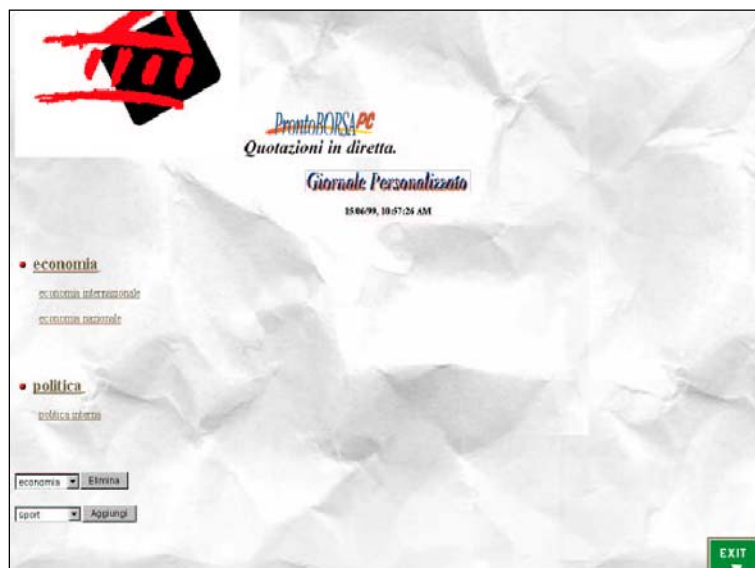 ProntoBORSA PC
Quotazioni in diretta.
Giornale Personalizzato
15/06/99, 10:57:26 AM
economia
economia internazionale
economia nazionale
politica
politica interna
economia Elimina
sport Aggiungi
EXIT